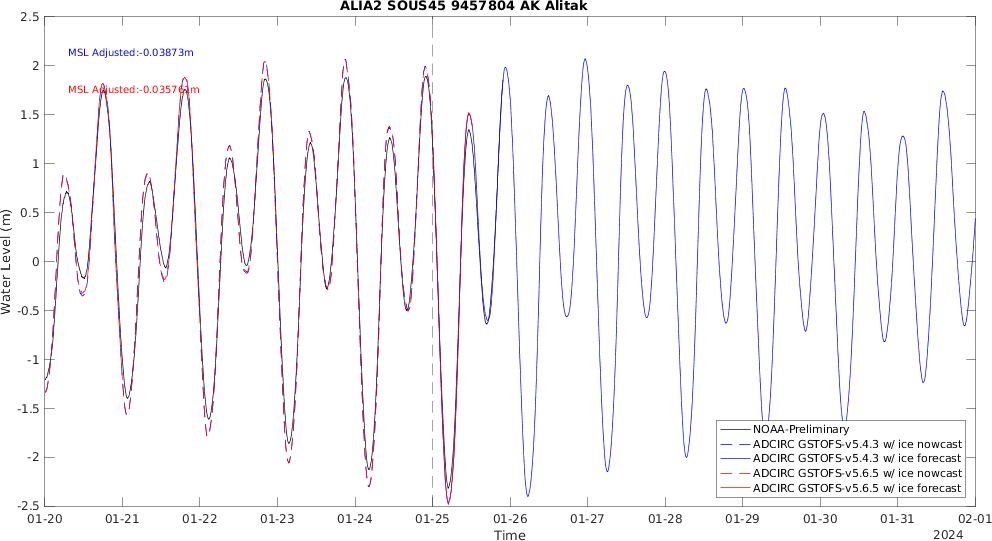 ALIA2 SOUS45 9457804 AK Alitak
MSL Adjusted:-0.03873m
Water Level (m)
2.5
2
1.5
1
0.5
0
-0.5
-1
-1.5
-2
-2.5
NOAA-Preliminary
ADCIRC GSTOFS-v5.4.3 w/ ice nowcast
ADCIRC GSTOFS-v5.4.3 w/ ice forecast
ADCIRC GSTOFS-v5.6.5 w/ ice nowcast
ADCIRC GSTOFS-v5.6.5 w/ ice forecast
01-20 01-21 01-22 01-23 01-24 01-25 01-26 01-27 01-28 01-29 01-30 01-31 02-01
Time
2024